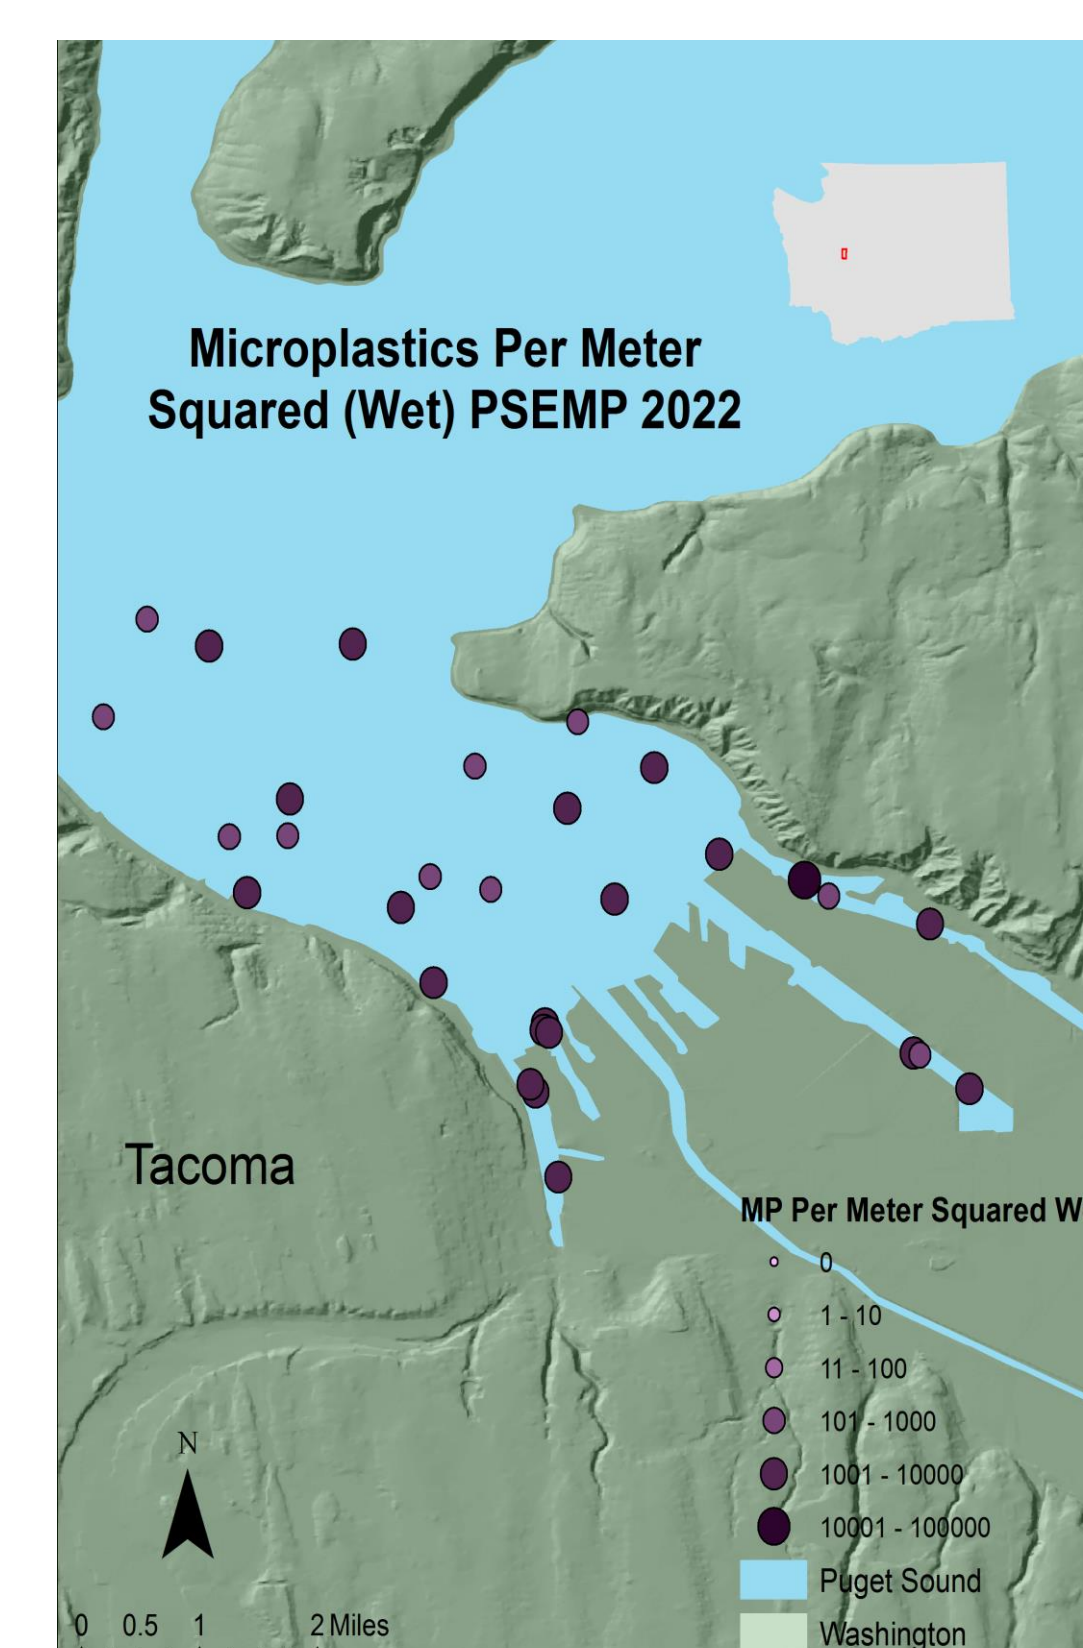 Microplastics Per Meter
Squared (Wet) PSEMP 2022
Tacoma
MP Per Meter Squared W
0
1 - 10
11 - 100
101 - 1000
1001 - 10000
10001 - 100000
Puget Sound
Washington
N
0 0.5 1 2 Miles